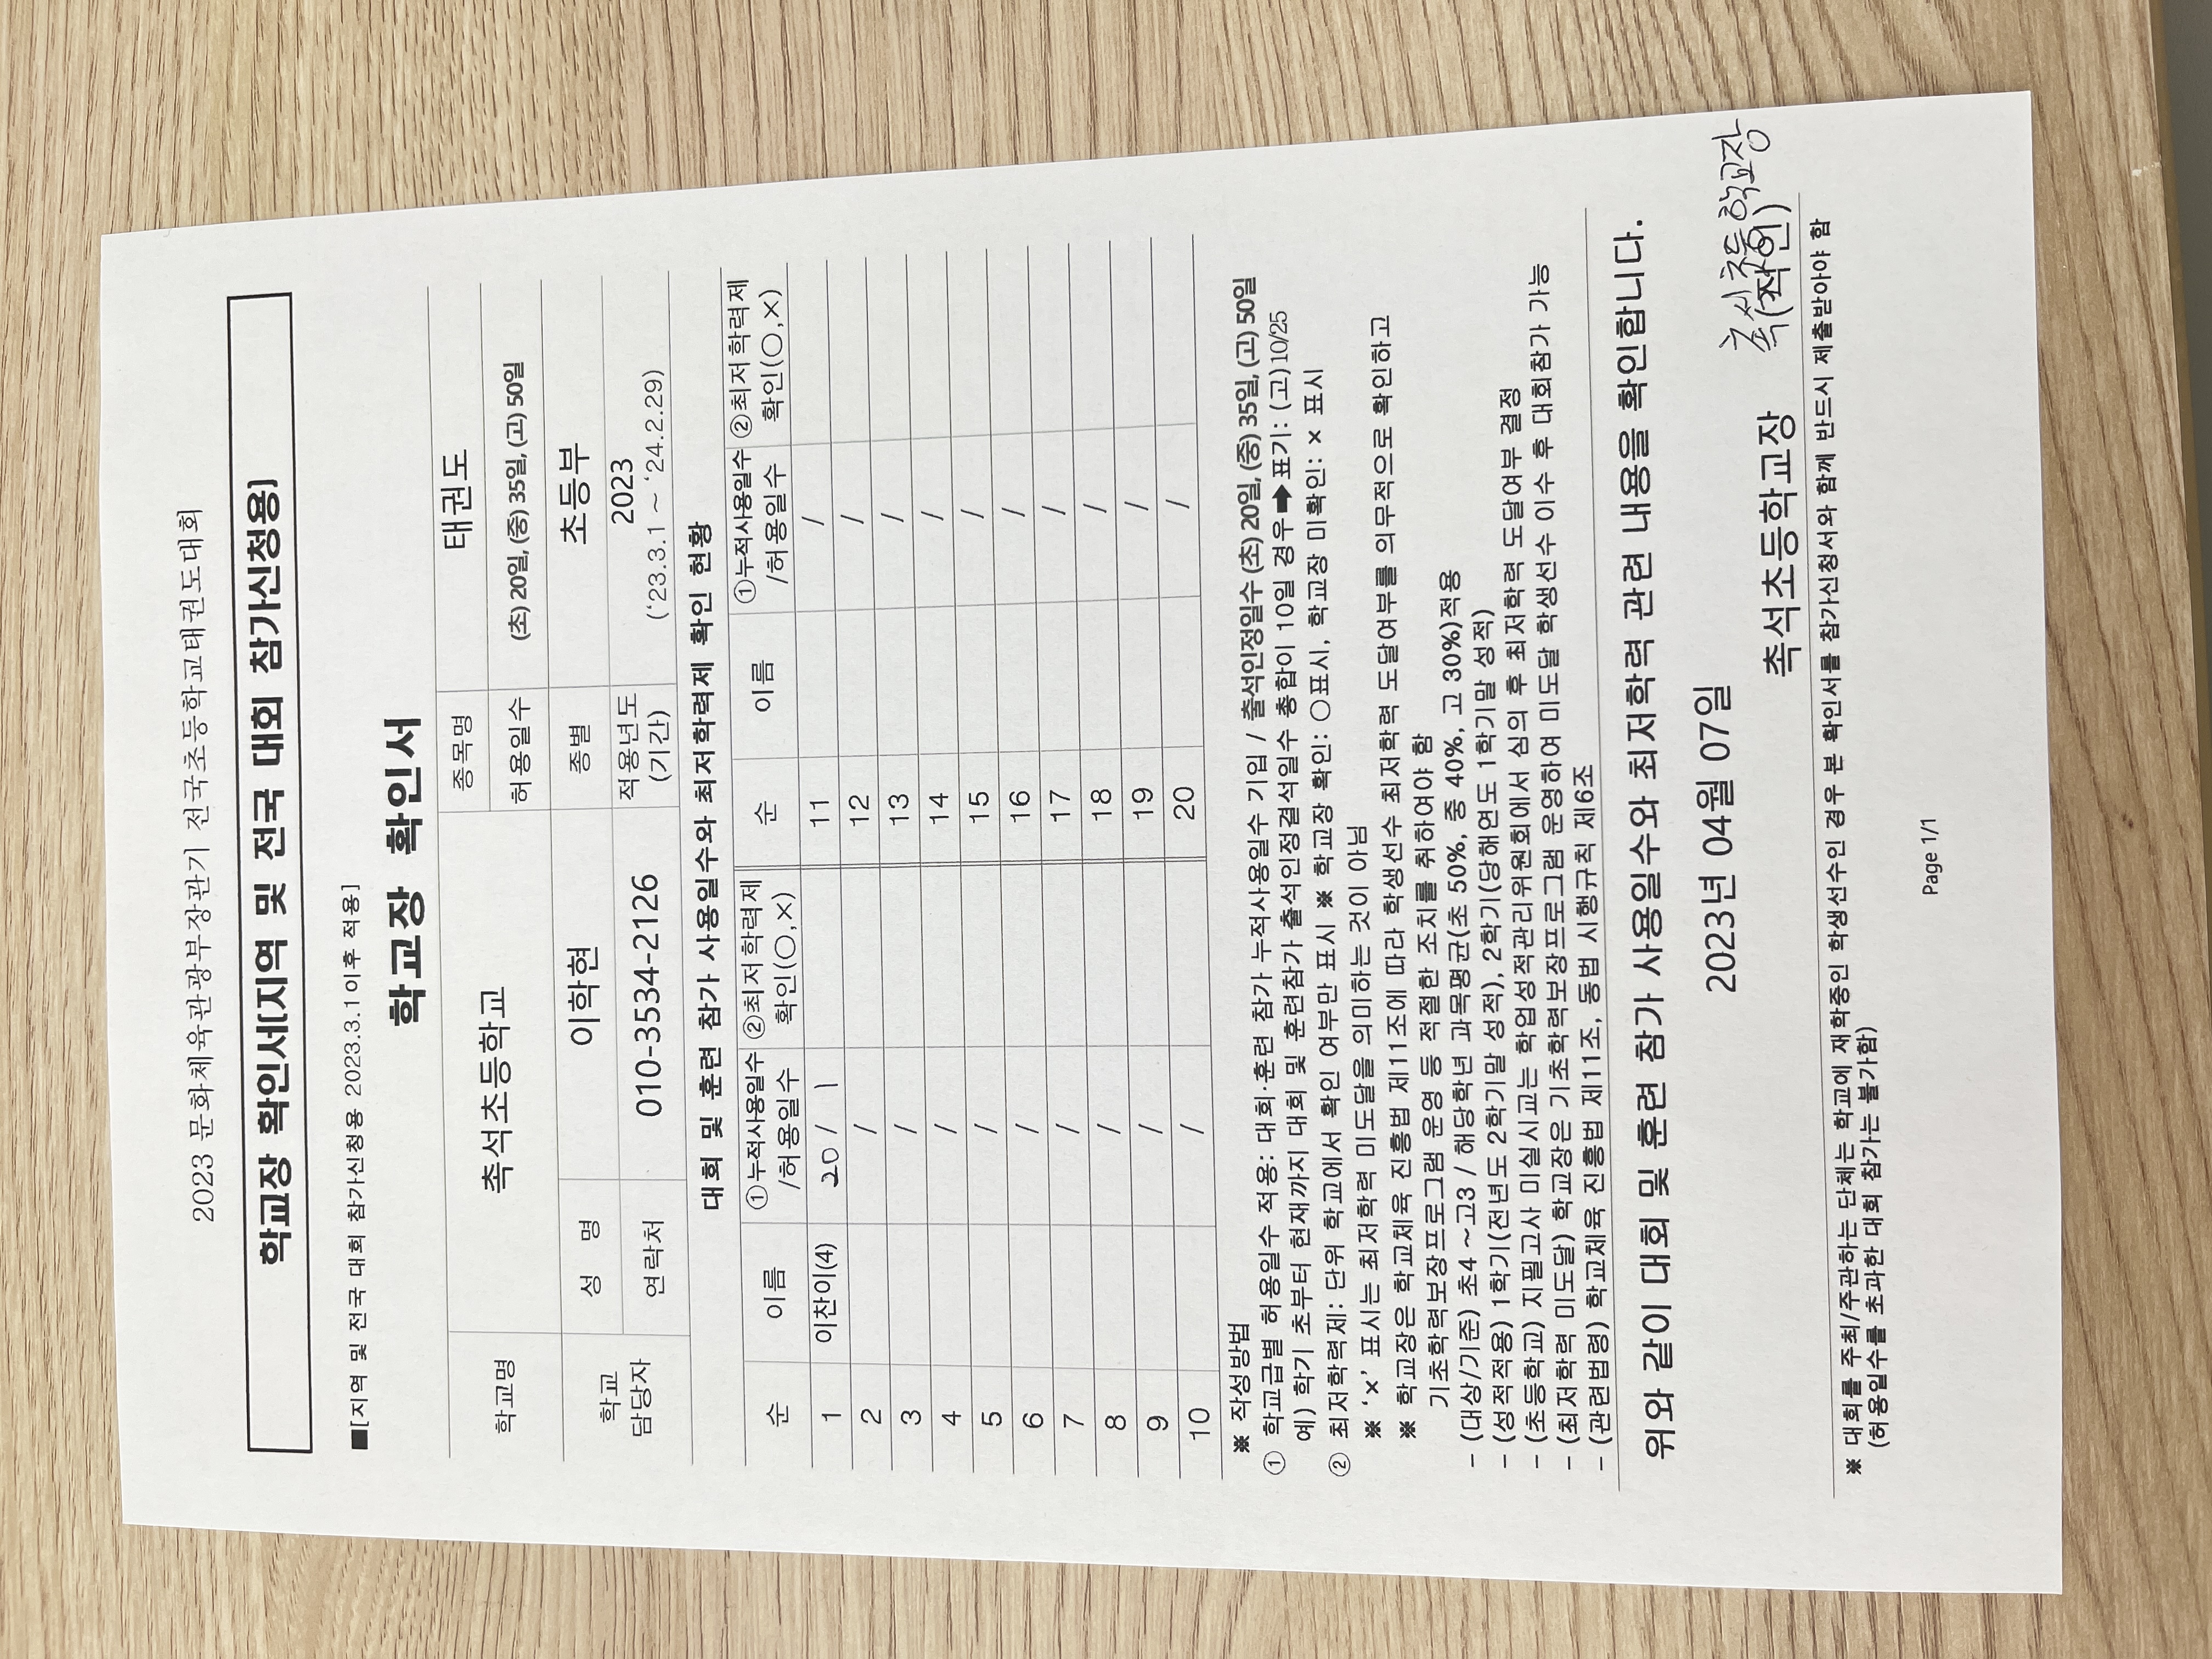 2023 문화체육관광부장관기 전국초등학교태권도대회
학교장 확인서[지역 및 전국 대회 참가신청용]
■[지역 및 전국 대회 참가신청용 2023.3.1이후 적용]
학교장 확인서
학교명 촉석초등학교 종목명 태권도
허용일수 (초) 20일, (중) 35일, (고) 50일
학교 담당자 성 명 이학현 종별 초등부
연락처 010-3534-2126 적용년도 (기간) 2023 ('23.3.1 ~ '24.2.29)
대회 및 훈련 참가 사용일수와 최저학력제 확인 현황
순 이름 ①누적사용일수 /허용일수 ②최저학력제 확인(○,×) 순 이름 ①누적사용일수 /허용일수 ②최저학력제 확인(○,×)
1 이찬이(4) 20 / 1 11 /
2 / 12 /
3 / 13 /
4 / 14 /
5 / 15 /
6 / 16 /
7 / 17 /
8 / 18 /
9 / 19 /
10 / 20 /
※ 작성방법
① 학교급별 허용일수 적용: 대회·훈련 참가 누적사용일수 기입 / 출석인정일수 (초) 20일, (중) 35일, (고) 50일
예) 학기 초부터 현재까지 대회 및 훈련참가 출석인정결석일수 총합이 10일 경우➡표기: (고)10/25
② 최저학력제: 단위 학교에서 확인 여부만 표시 ※ 학교장 확인: ○표시, 학교장 미확인: × 표시
※ '×' 표시는 최저학력 미도달을 의미하는 것이 아님
※ 학교장은 학교체육 진흥법 제11조에 따라 학생선수 최저학력 도달여부를 의무적으로 확인하고
기초학력보장프로그램 운영 등 적절한 조치를 취하여야 함
- (대상/기준) 초4 ~고3 / 해당학년 과목평균(초 50%, 중 40%, 고 30%)적용
- (성적적용) 1학기(전년도 2학기말 성적), 2학기(당해연도 1학기말 성적)
- (초등학교) 지필고사 미실시교는 학업성적관리위원회에서 심의 후 최저학력 도달여부 결정
- (최저학력 미도달) 학교장은 기초학력보장프로그램 운영하여 미도달 학생선수 이수 후 대회참가 가능
- (관련법령) 학교체육 진흥법 제11조, 동법 시행규칙 제6조
위와 같이 대회 및 훈련 참가 사용일수와 최저학력 관련 내용을 확인합니다.
2023년 04월 07일
촉석초등학교장 (직인) 촉석초등학교장
※ 대회를 주최/주관하는 단체는 학교에 재학중인 학생선수인 경우 본 확인서를 참가신청서와 함께 반드시 제출받아야 함
(허용일수를 초과한 대회 참가는 불가함)
Page 1/1